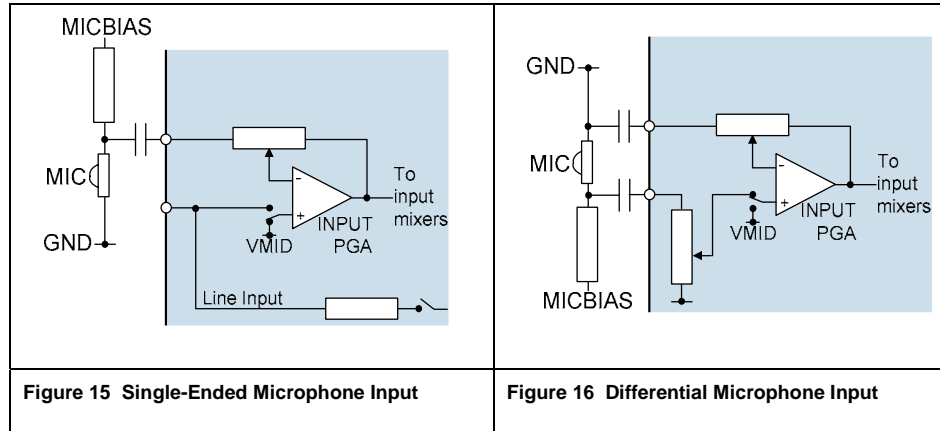 MICBIAS
MIC
GND
-
+
VMID
INPUT
PGA
To
input
mixers
Line Input
Figure 15 Single-Ended Microphone Input
GND
MIC
MICBIAS
-
+
VMID
INPUT
PGA
To
input
mixers
Figure 16 Differential Microphone Input